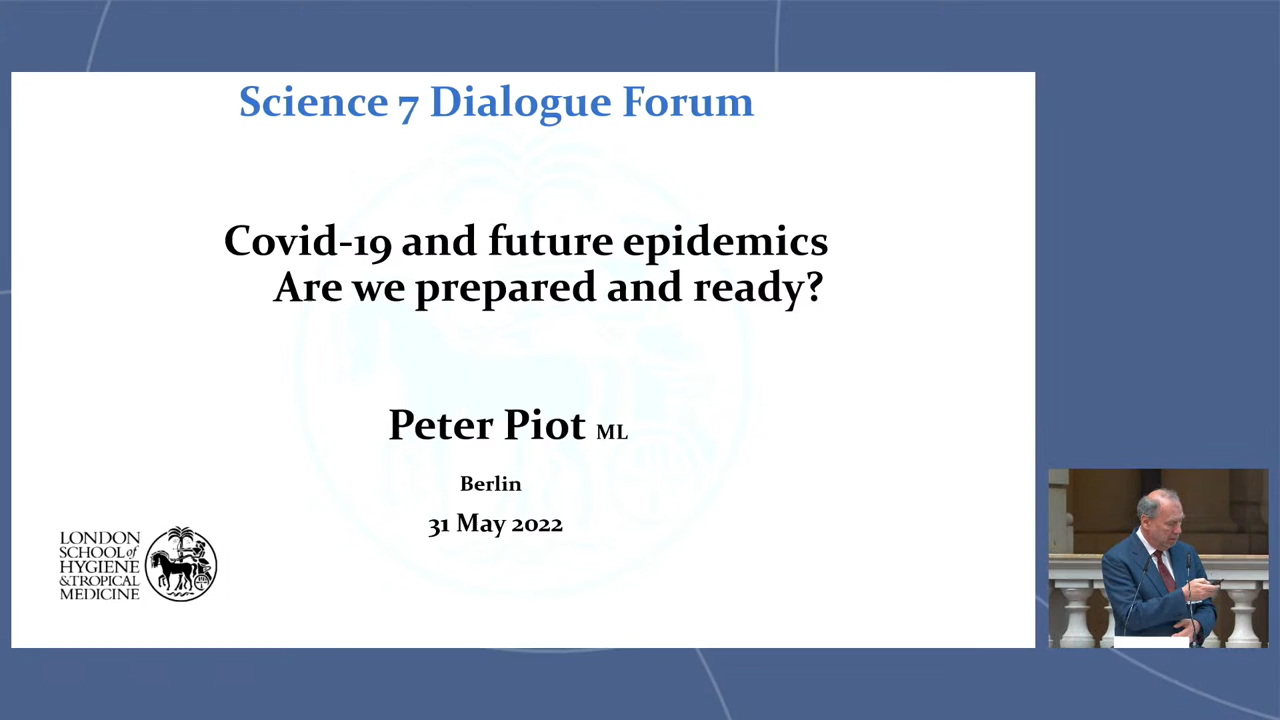 Science 7 Dialogue Forum
Covid-19 and future epidemics
Are we prepared and ready?
Peter Piot ML
Berlin
31 May 2022
LONDON
SCHOOL of
HYGIENE
& TROPICAL
MEDICINE